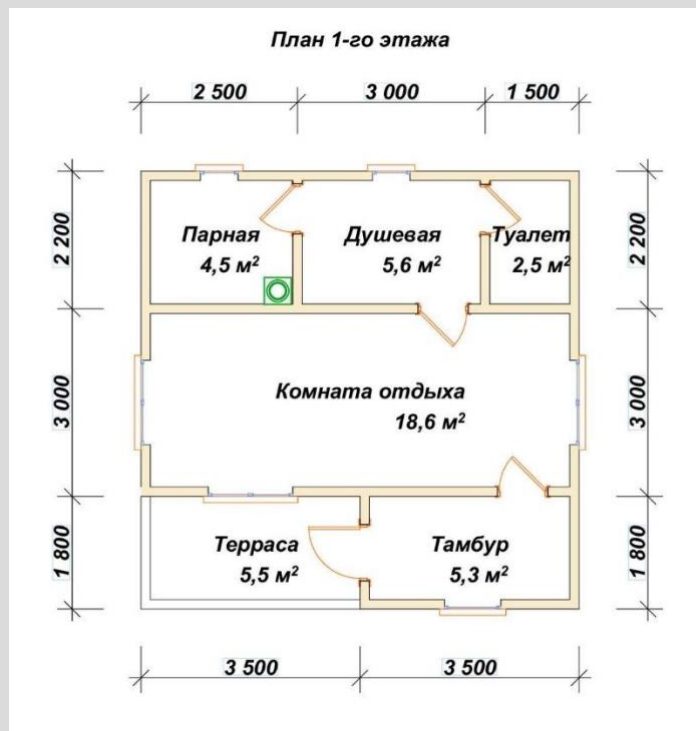 План 1-го этажа
2 500
3 000
1 500
2 200
2 200
Парная
4,5 м²
Душевая
5,6 м²
Туалет
2,5 м²
3 000
3 000
Комната отдыха
18,6 м²
1 800
1 800
Терраса
5,5 м²
Тамбур
5,3 м²
3 500
3 500